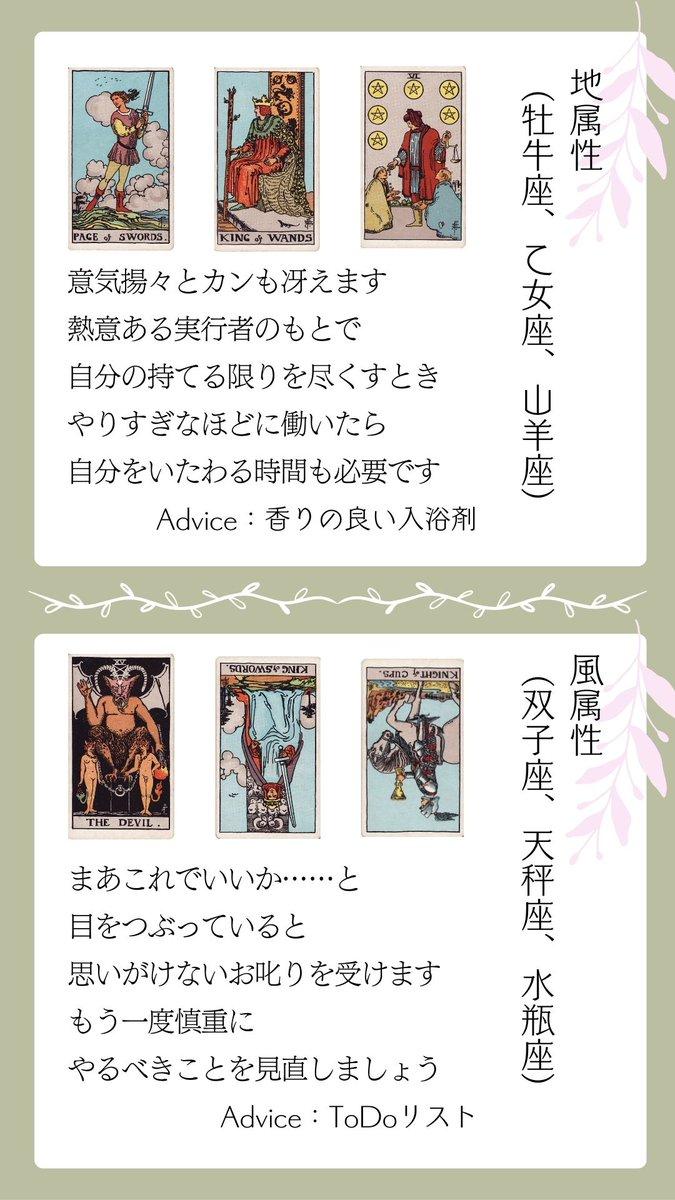 地属性
（牡牛座、乙女座、山羊座）
PAGE of SWORDS.
KING of WANDS
VI
意気揚々とカンも冴えます
熱意ある実行者のもとで
自分の持てる限りを尽くすとき
やりすぎなほどに働いたら
自分をいたわる時間も必要です
Advice：香りの良い入浴剤
風属性
（双子座、天秤座、水瓶座）
XV
THE DEVIL.
KING of SWORDS.
KNIGHT of CUPS.
まあこれでいいか……と
目をつぶっていると
思いがけないお叱りを受けます
もう一度慎重に
やるべきことを見直しましょう
Advice：ToDoリスト